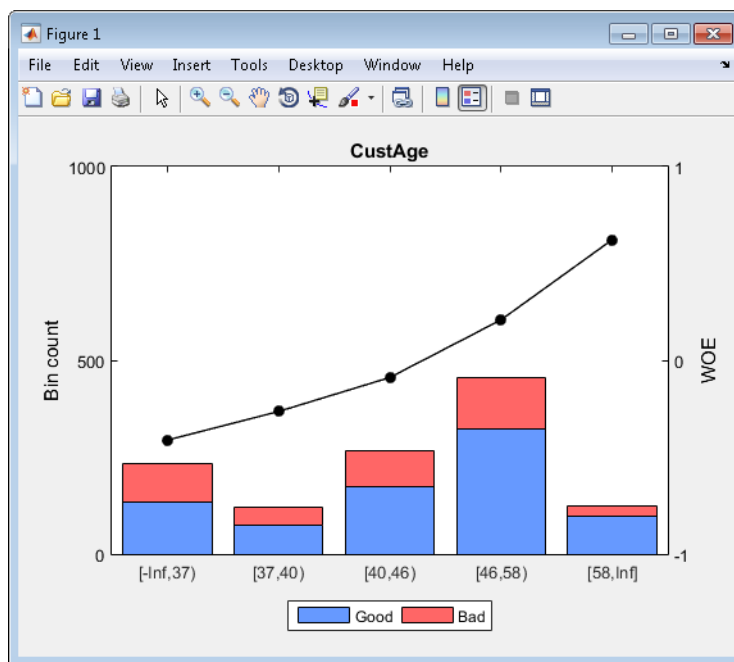 Figure 1
File Edit View Insert Tools Desktop Window Help
CustAge
1000
500
0
Bin count
1
0
-1
WOE
[-Inf,37) [37,40) [40,46) [46,58) [58,Inf]
Good Bad